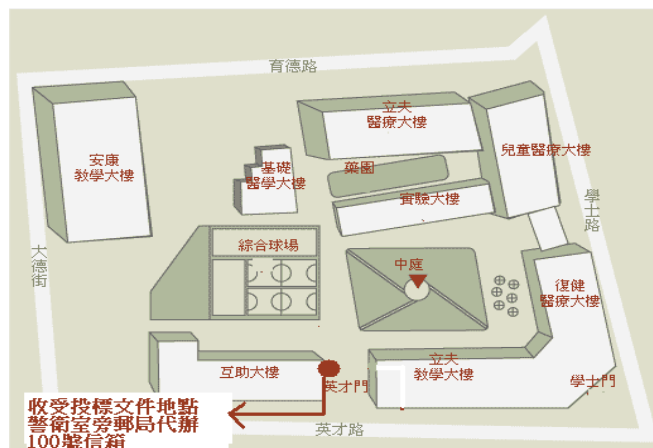 育德路
立夫
醫療大樓
安康
教學大樓
兒童醫療大樓
基礎
醫學大樓
藥園
實驗大樓
學士路
大德街
綜合球場
中庭
復健
醫療大樓
互助大樓
英才門
立夫
教學大樓
學士門
收受投標文件地點
警衛室旁郵局代辦
100號信箱
英才路